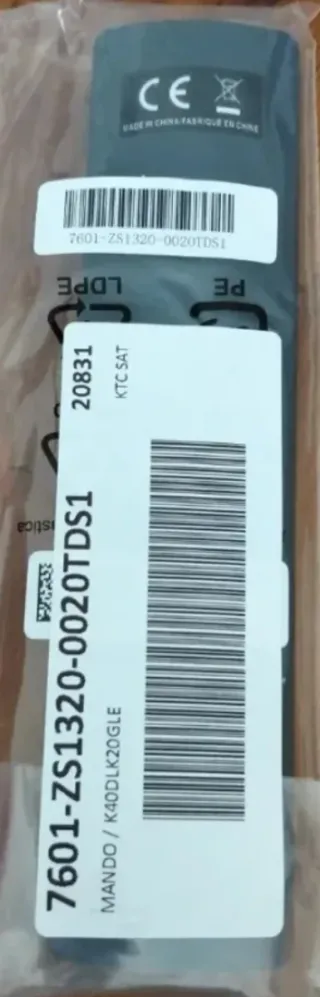 CE
MADE IN CHINA/FABRIQUÉ EN CHINE
7601-ZS1320-0020TDS1
LDPE
PE
20831
KTC SAT
7601-ZS1320-0020TDS1
MANDO / K40DLK20GLE